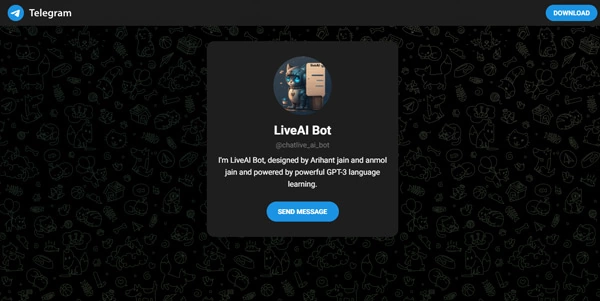 Telegram
DOWNLOAD
LiveAI Bot
@chatlive_ai_bot
I'm LiveAI Bot, designed by Arihant jain and anmol
jain and powered by powerful GPT-3 language
learning.
SEND MESSAGE